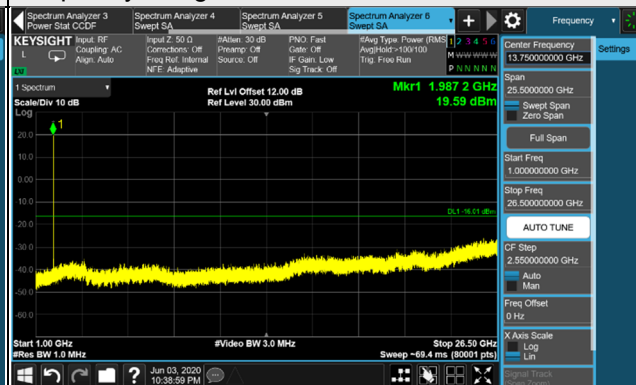 Spectrum Analyzer 3
Power Stat CCDF
Spectrum Analyzer 4
Swept SA
Spectrum Analyzer 5
Swept SA
Spectrum Analyzer 6
Swept SA
Frequency
KEYSIGHT
L
Input: RF
Coupling: AC
Align: Auto
Input Z: 50 Ω
Corrections: Off
Freq Ref: Internal
NFE: Adaptive
#Atten: 30 dB
Preamp: Off
Source: Off
PNO: Fast
Gate: Off
IF Gain: Low
Sig Track: Off
#Avg Type: Power (RMS
Avg|Hold:>100/100
Trig: Free Run
1 2 3 4 5 6
M W W W W W
P N N N N N
1 Spectrum
Scale/Div 10 dB
Log
Ref Lvl Offset 12.00 dB
Ref Level 30.00 dBm
Mkr1 1.987 2 GHz
19.59 dBm
1
20.0
10.0
0.00
-10.0
DL1 -16.01 dBm
-20.0
-30.0
-40.0
-50.0
-60.0
Start 1.00 GHz
#Res BW 1.0 MHz
#Video BW 3.0 MHz
Stop 26.50 GHz
Sweep ~69.4 ms (80001 pts)
Jun 03, 2020
10:38:59 PM
Center Frequency
13.750000000 GHz
Settings
Span
25.5000000 GHz
Swept Span
Zero Span
Full Span
Start Freq
1.000000000 GHz
Stop Freq
26.500000000 GHz
AUTO TUNE
CF Step
2.550000000 GHz
Auto
Man
Freq Offset
0 Hz
X Axis Scale
Log
Lin
Signal Track